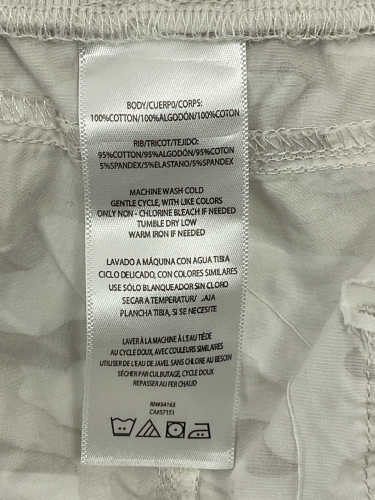 BODY/CUERPO/CORPS:
100%COTTON/100%ALGODÓN/100%COTON
RIB/TRICOT/TEJIDO:
95%COTTON/95%ALGODÓN/95%COTON
5%SPANDEX/5%ELASTANO/5%SPANDEX
MACHINE WASH COLD
GENTLE CYCLE, WITH LIKE COLORS
ONLY NON - CHLORINE BLEACH IF NEEDED
TUMBLE DRY LOW
WARM IRON IF NEEDED
LAVADO A MÁQUINA CON AGUA TIBIA
CICLO DELICADO, CON COLORES SIMILARES
USE SÓLO BLANQUEADOR SIN CLORO
SECAR A
PLANCHA TIBIA, SI SE NECESITE
LAVER À LA MACHINE À L'EAU TIÈDE
AU CYCLE DOUX, AVEC COULEURS SIMILAIRES
UTILISER DE L'EAU DE JAVEL SANS CHLORE AU BESOIN
SÉCHER PAR CULBUTAGE, CYCLE DOUX
REPASSER AU FER CHAUD
RN#54163
CA#57151